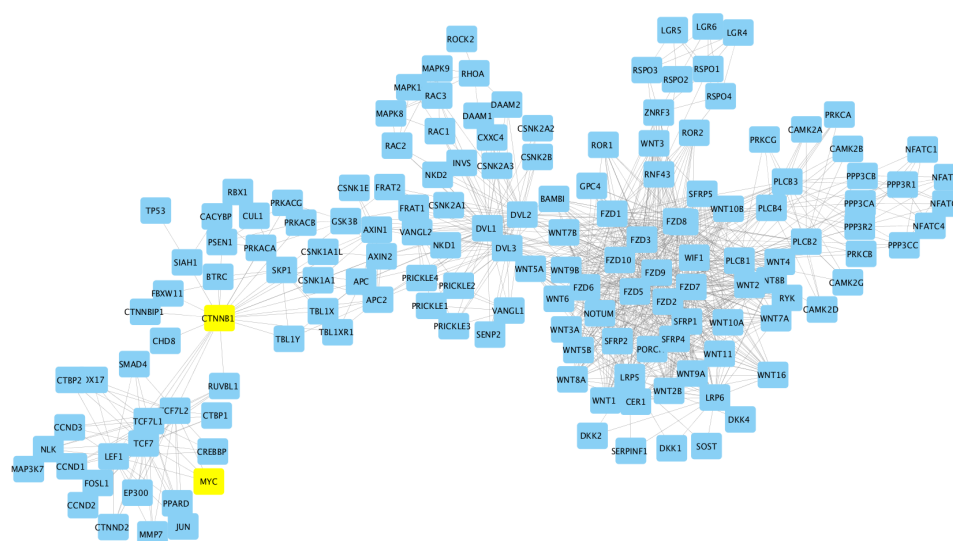 LGR5
LGR6
LGR4
ROCK2
MAPK9
RHOA
RSPO3
RSPO2
RSPO1
MAPK1
RAC3
RSPO4
DAAM2
MAPK8
DAAM1
ZNRF3
PRKCA
RAC1
CXXC4
CSNK2A2
ROR2
PRKCG
CAMK2A
RAC2
WNT3
ROR1
CAMK2B
NFATC1
INVS
CSNK2A3
CSNK2B
NKD2
RNF43
PLCB3
PPP3CB
PPP3R1
CSNK1E
FRAT2
GPC4
SFRP5
RBX1
PRKACG
CSNK2A1
BAMBI
WNT10B
PLCB4
PPP3CA
TP53
CACYBP
CUL1
PRKACB
GSK3B
FRAT1
DVL2
FZD1
FZD8
NFATC4
AXIN1
VANGL2
DVL1
WNT7B
PPP3R2
PSEN1
PRKACA
NKD1
DVL3
FZD3
PLCB2
PPP3CC
CSNK1A1L
AXIN2
SIAH1
SKP1
FZD10
WIF1
PLCB1
WNT4
PRKCB
BTRC
CSNK1A1
APC
PRICKLE4
PRICKLE2
WNT5A
WNT9B
FZD9
FBXW11
APC2
FZD6
FZD5
FZD7
WNT2
WNT8B
CAMK2G
CTNNBIP1
CTNNB1
TBL1X
PRICKLE1
VANGL1
WNT6
FZD2
RYK
CAMK2D
TBL1XR1
PRICKLE3
NOTUM
SFRP1
WNT10A
WNT7A
CHD8
TBL1Y
SENP2
WNT3A
SFRP2
SFRP4
SMAD4
WNT5B
WNT11
CTBP2
RUVBL1
WNT8A
LRP5
WNT9A
WNT16
WNT2B
LRP6
TCF7L2
CTBP1
WNT1
CER1
TCF7L1
DKK4
CCND3
TCF7
DKK2
NLK
CREBBP
SERPINF1
DKK1
SOST
MAP3K7
CCND1
LEF1
FOSL1
MYC
EP300
CCND2
PPARD
CTNND2
MMP7
JUN